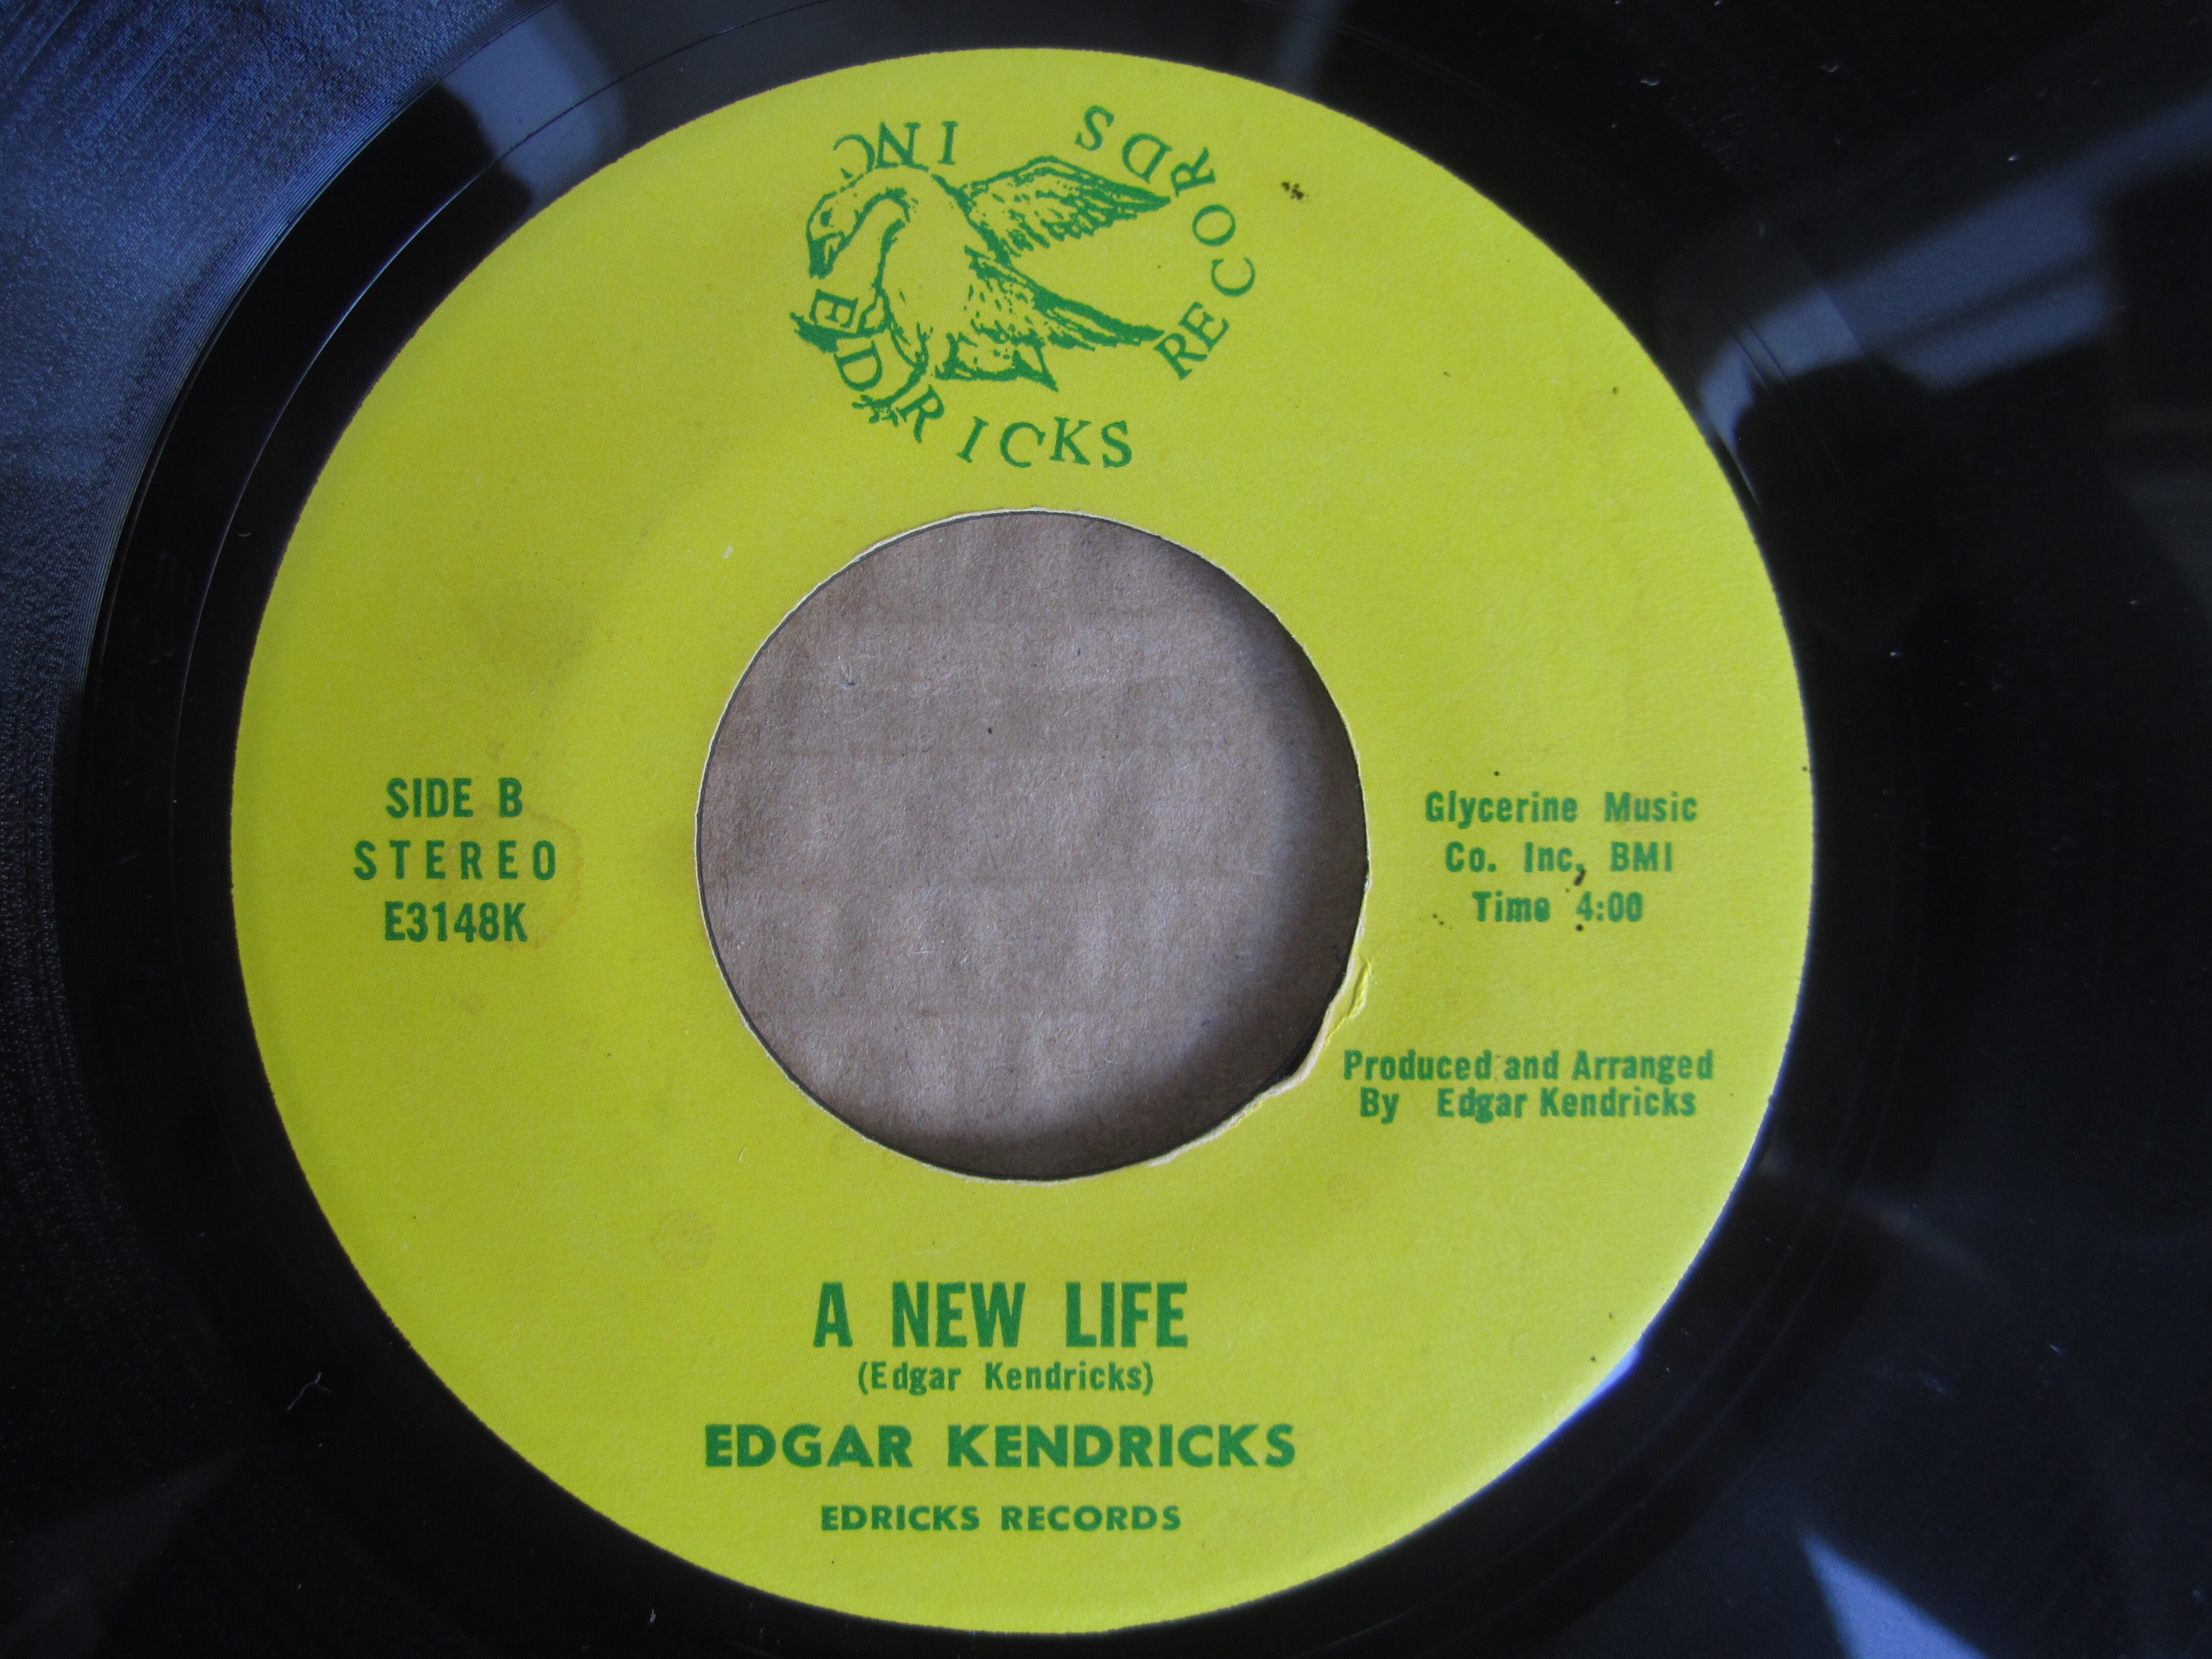 EDRICKS RECORDS INC
SIDE B
STEREO
E3148K
Glycerine Music
Co. Inc, BMI
Time 4:00
Produced and Arranged
By Edgar Kendricks
A NEW LIFE
(Edgar Kendricks)
EDGAR KENDRICKS
EDRICKS RECORDS